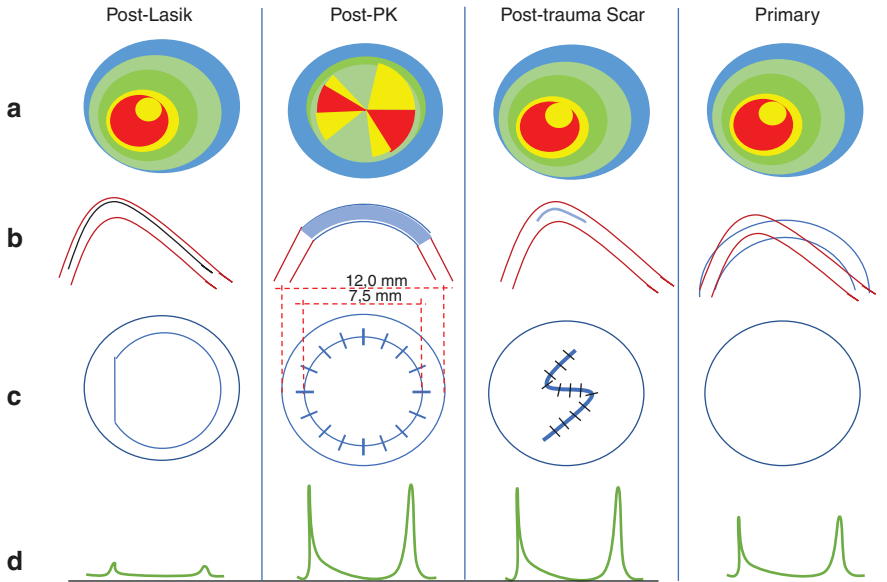 Post-Lasik
Post-PK
Post-trauma Scar
Primary
a
b
12,0 mm
7,5 mm
c
d